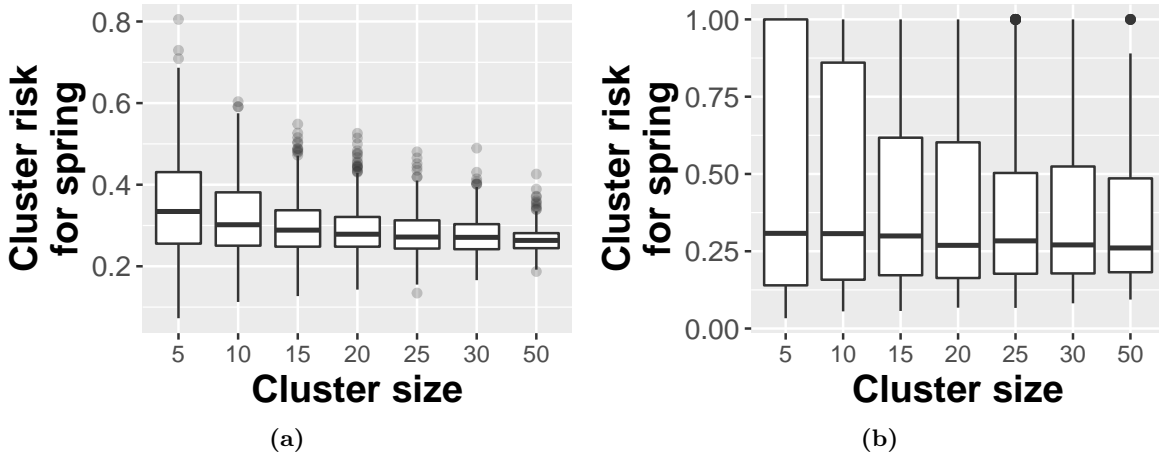 Cluster risk
for spring
0.8
0.6
0.4
0.2
5 10 15 20 25 30 50
Cluster size
(a)
Cluster risk
for spring
1.00
0.75
0.50
0.25
0.00
5 10 15 20 25 30 50
Cluster size
(b)